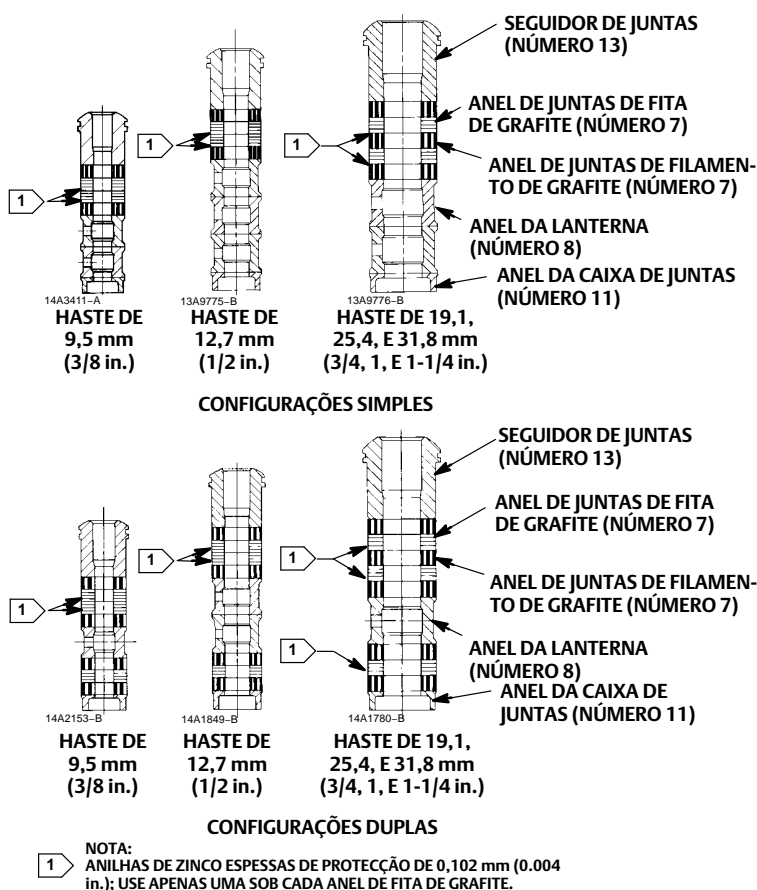 SEGUIDOR DE JUNTAS
(NÚMERO 13)
ANEL DE JUNTAS DE FITA
DE GRAFITE (NÚMERO 7)
1
1
1
ANEL DE JUNTAS DE FILAMEN-
TO DE GRAFITE (NÚMERO 7)
1
ANEL DA LANTERNA
(NÚMERO 8)
ANEL DA CAIXA DE JUNTAS
(NÚMERO 11)
14A3411–A
13A9775–B
13A9776–B
HASTE DE
9,5 mm
(3/8 in.)
HASTE DE
12,7 mm
(1/2 in.)
HASTE DE 19,1,
25,4, E 31,8 mm
(3/4, 1, E 1-1/4 in.)
CONFIGURAÇÕES SIMPLES
SEGUIDOR DE JUNTAS
(NÚMERO 13)
ANEL DE JUNTAS DE FITA
DE GRAFITE (NÚMERO 7)
1
1
1
ANEL DE JUNTAS DE FILAMEN-
TO DE GRAFITE (NÚMERO 7)
1
ANEL DA LANTERNA
(NÚMERO 8)
ANEL DA CAIXA DE
JUNTAS (NÚMERO 11)
14A2153–B
14A1849–B
14A1780–B
HASTE DE
9,5 mm
(3/8 in.)
HASTE DE
12,7 mm
(1/2 in.)
HASTE DE 19,1,
25,4, E 31,8 mm
(3/4, 1, E 1-1/4 in.)
CONFIGURAÇÕES DUPLAS
NOTA:
1 ANILHAS DE ZINCO ESPESSAS DE PROTECÇÃO DE 0,102 mm (0.004
in.); USE APENAS UMA SOB CADA ANEL DE FITA DE GRAFITE.